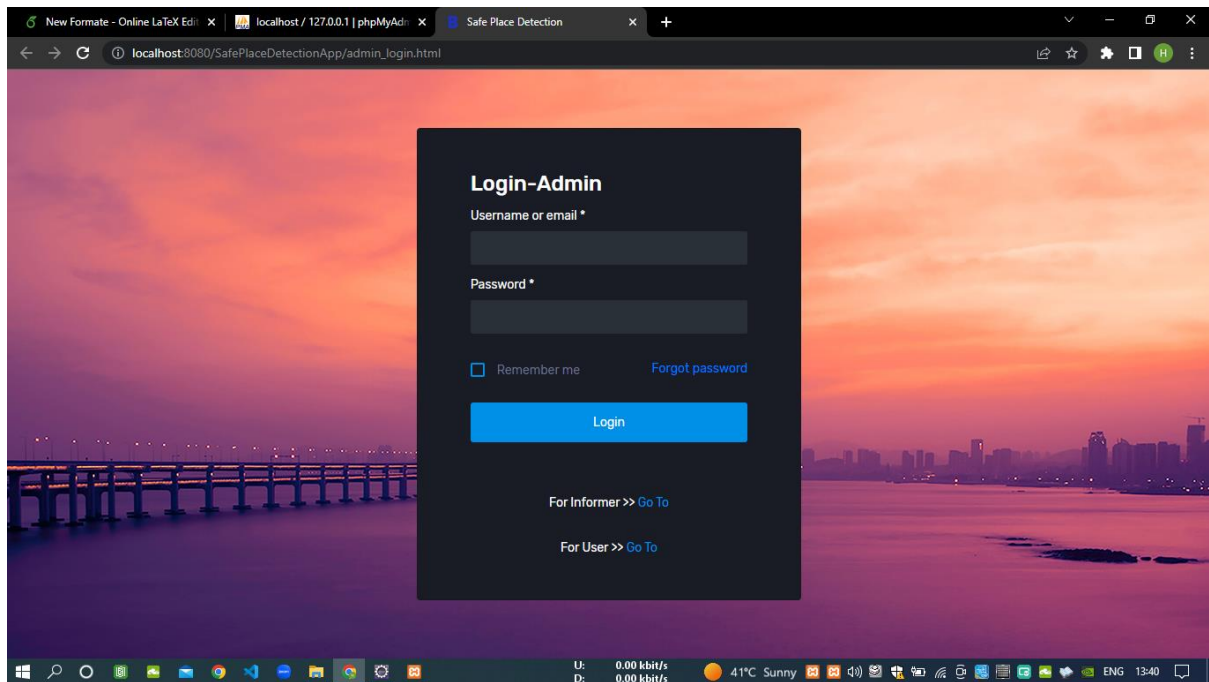 New Formate - Online LaTeX Edit
localhost / 127.0.0.1 | phpMyAdn
Safe Place Detection
localhost:8080/SafePlaceDetectionApp/admin_login.html
H
Login-Admin
Username or email *
Password *
Remember me
Forgot password
Login
For Informer >> Go To
For User >> Go To
U: 0.00 kbit/s
D: 0.00 kbit/s
41°C Sunny
ENG
13:40